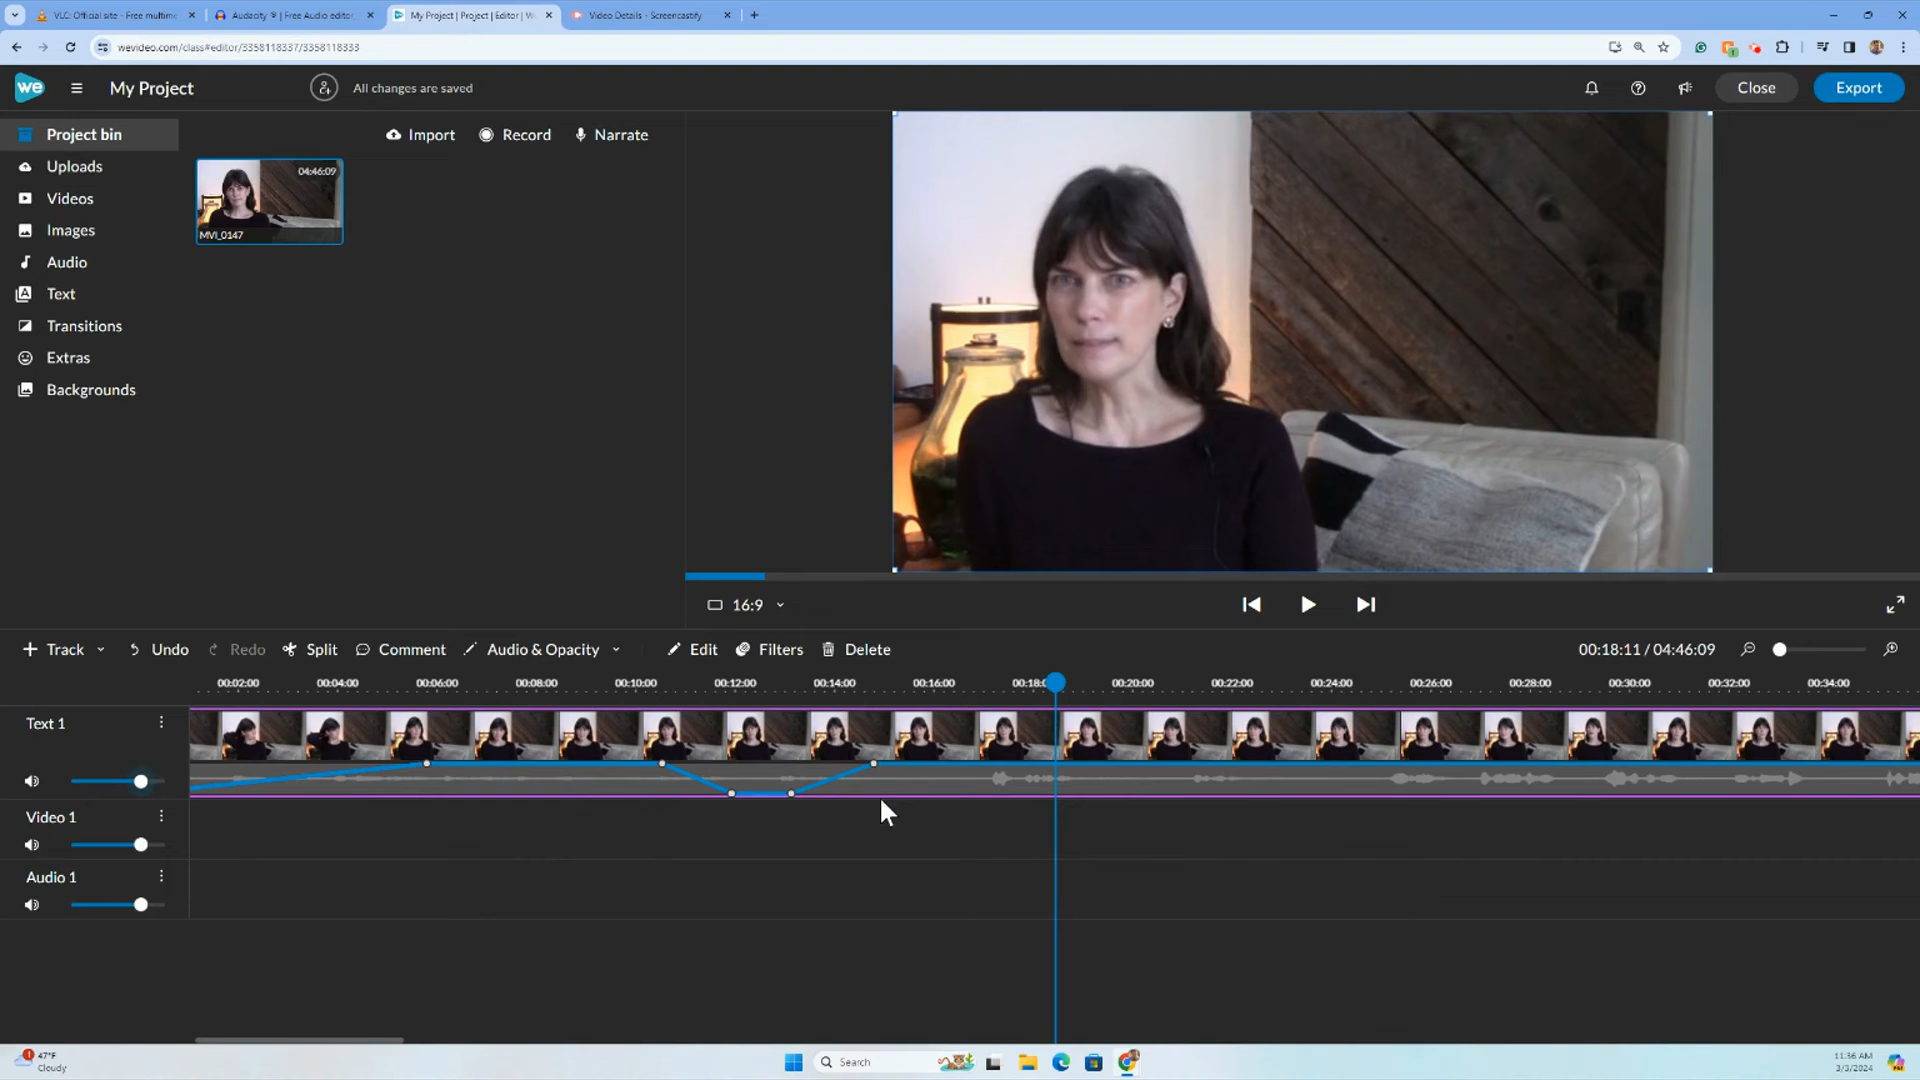 VLC: Official site - Free multime
Audacity ® | Free Audio editor,
My Project | Project | Editor | W
Video Details - Screencastify
wevideo.com/class#editor/3358118337/3358118333
we
My Project
All changes are saved
Close
Export
Project bin
Import
Record
Narrate
Uploads
04:46:09
Videos
Images
MVI_0147
Audio
Text
Transitions
Extras
Backgrounds
16:9
Track
Undo
Redo
Split
Comment
Audio & Opacity
Edit
Filters
Delete
00:18:11 / 04:46:09
00:02:00
00:04:00
00:06:00
00:08:00
00:10:00
00:12:00
00:14:00
00:16:00
00:18:0
00:20:00
00:22:00
00:24:00
00:26:00
00:28:00
00:30:00
00:32:00
00:34:00
Text 1
Video 1
Audio 1
1
47°F
Cloudy
Search
11:36 AM
3/3/2024